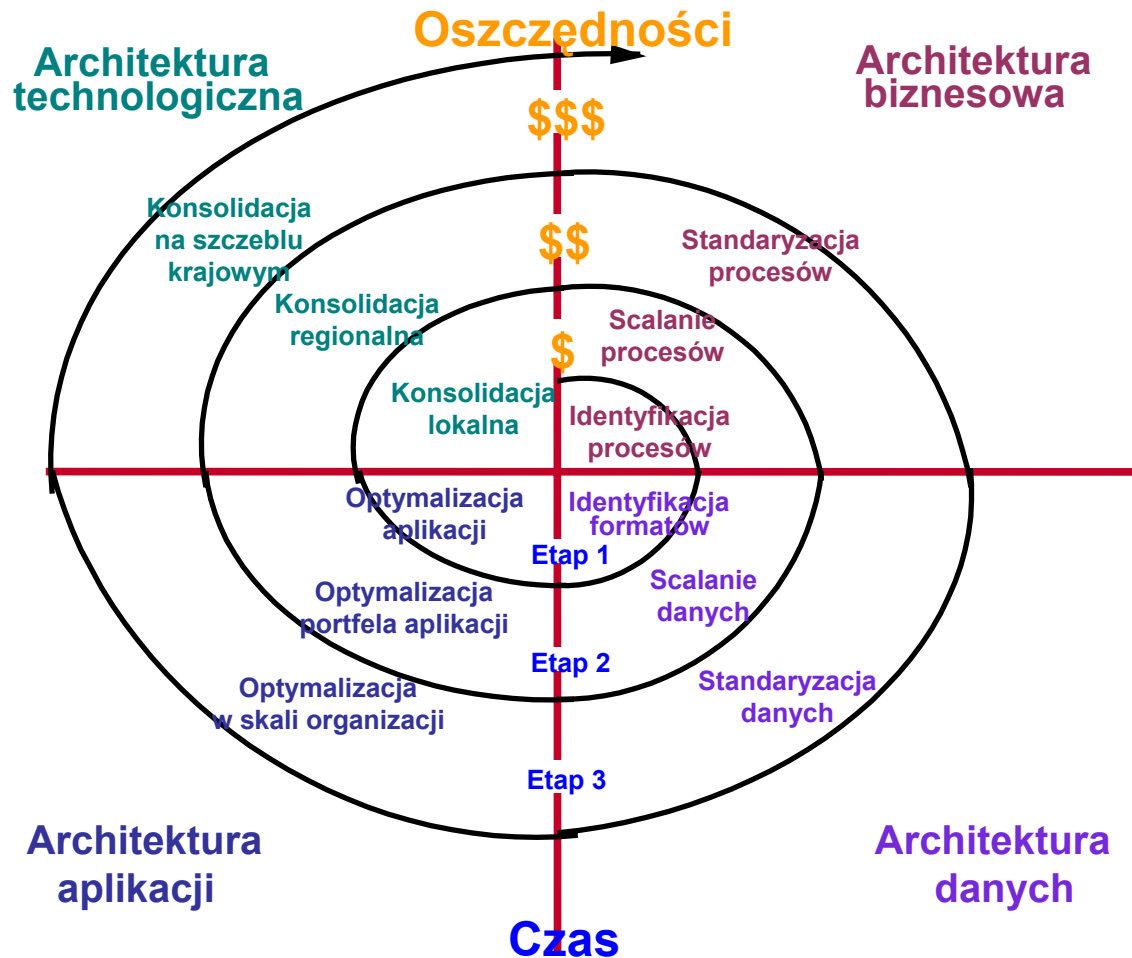 Oszczędności
Architektura
technologiczna
Architektura
biznesowa
$$$
Konsolidacja
na szczeblu
krajowym
$$
Standaryzacja
procesów
Konsolidacja
regionalna
Scalanie
procesów
$
Konsolidacja
lokalna
Identyfikacja
procesów
Optymalizacja
aplikacji
Identyfikacja
formatów
Etap 1
Optymalizacja
portfela aplikacji
Scalanie
danych
Etap 2
Optymalizacja
w skali organizacji
Standaryzacja
danych
Etap 3
Architektura
aplikacji
Architektura
danych
Czas